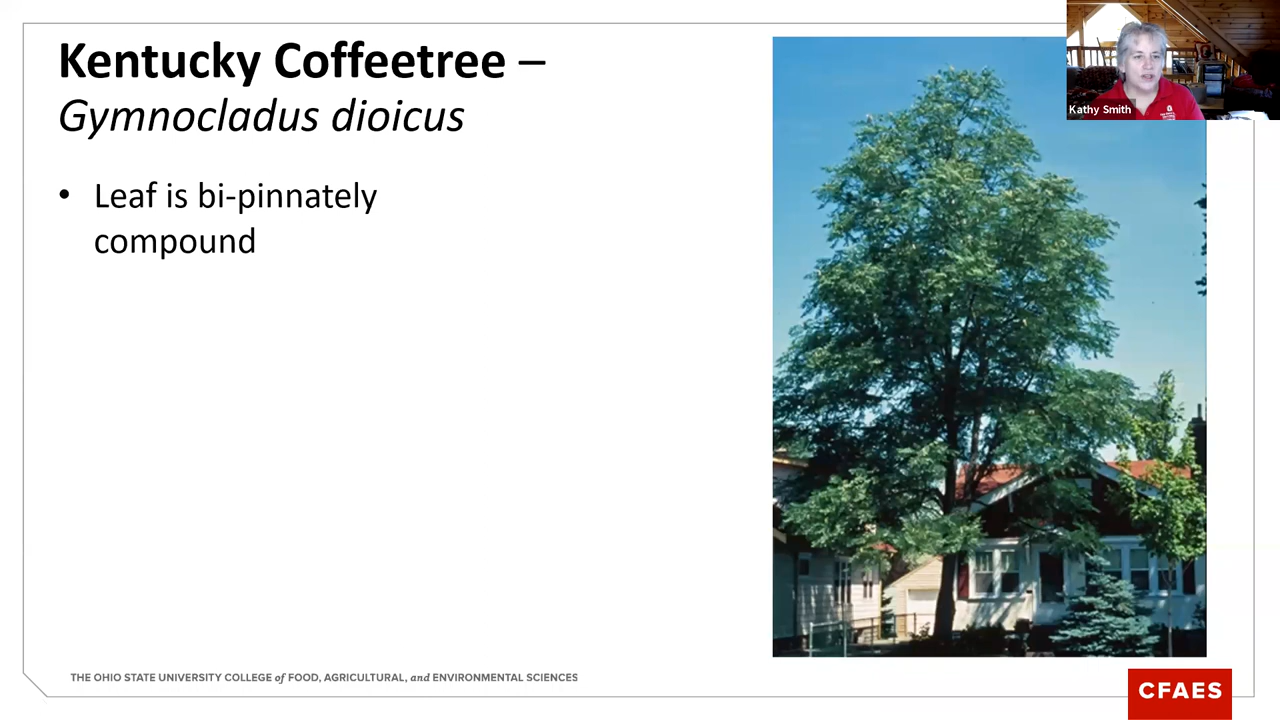 Kentucky Coffeetree –
Gymnocladus dioicus
• Leaf is bi-pinnately
compound
Kathy Smith
THE OHIO STATE UNIVERSITY COLLEGE of FOOD, AGRICULTURAL, and ENVIRONMENTAL SCIENCES
CFAES